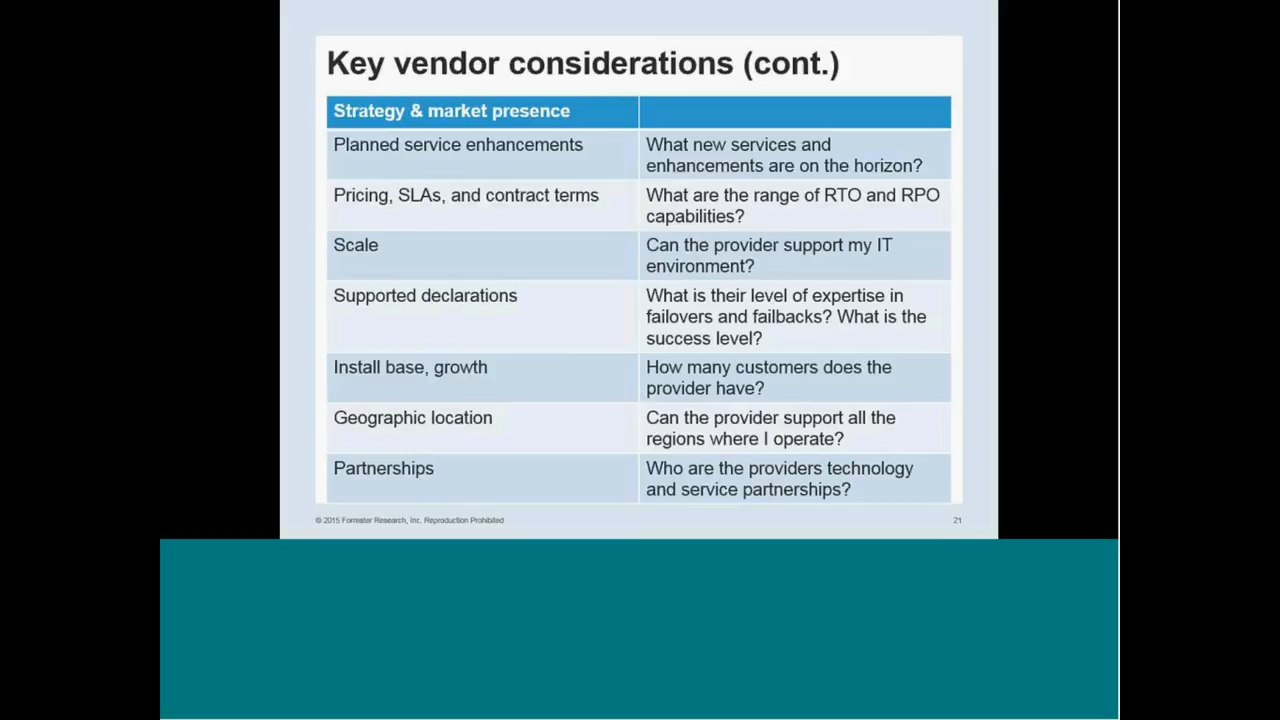 Key vendor considerations (cont.)
Strategy & market presence
Planned service enhancements
What new services and
enhancements are on the horizon?
Pricing, SLAs, and contract terms
What are the range of RTO and RPO
capabilities?
Scale
Can the provider support my IT
environment?
Supported declarations
What is their level of expertise in
failovers and failbacks? What is the
success level?
Install base, growth
How many customers does the
provider have?
Geographic location
Can the provider support all the
regions where I operate?
Partnerships
Who are the providers technology
and service partnerships?
© 2015 Forrester Research, Inc. Reproduction Prohibited
21